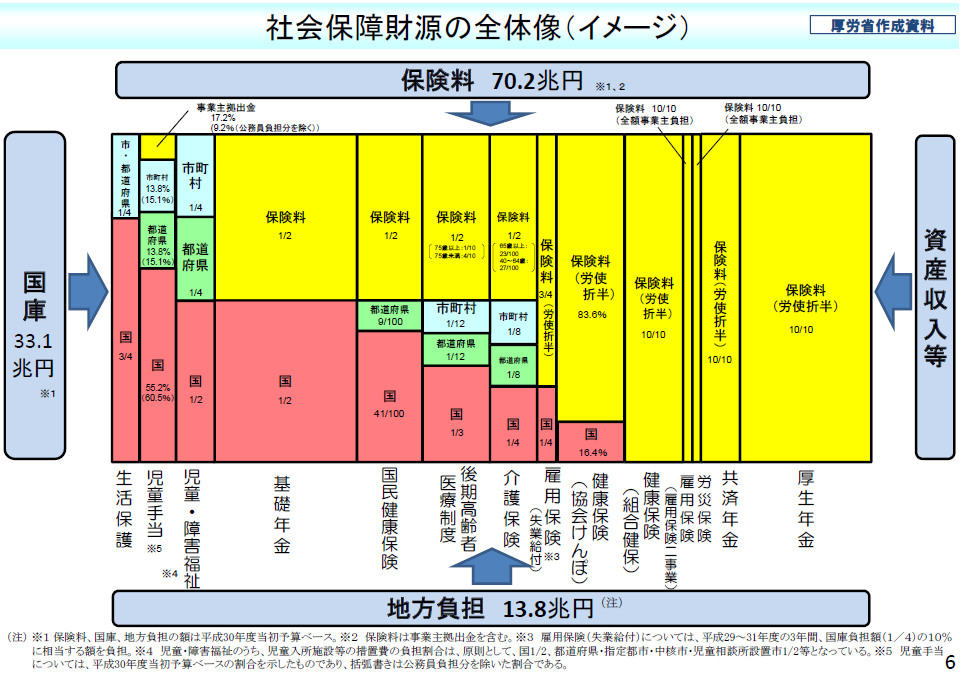 社会保障財源の全体像(イメージ)
厚労省作成資料
保険料 70.2兆円 ※1、2
事業主拠出金
17.2%
(9.2%(公務員負担分を除く))
保険料 10/10
(全額事業主負担)
保険料 10/10
(全額事業主負担)
国庫
33.1
兆円
※1
資産収入等
市・都道府県
1/4
国
3/4
市町村
13.8%
(15.1%)
都道
府県
13.8%
(15.1%)
国
55.2%
(60.5%)
市町
村
1/4
都道
府県
1/4
国
1/2
保険料
1/2
国
1/2
保険料
1/2
都道府県
9/100
国
41/100
保険料
1/2
75歳以上:1/10
75歳未満:4/10
市町村
1/12
都道府県
1/12
国
1/3
保険料
1/2
65歳以上:
23/100
40~64歳:
27/100
市町村
1/8
都道府県
1/8
国
1/4
保険料
3/4
(労使折半)
国
1/4
保険料
(労使
折半)
83.6%
国
16.4%
保険料
(労使
折半)
10/10
保険料(労使折半)
10/10
保険料
(労使折半)
10/10
生活保護
児童手当
※5
児童・障害福祉
※4
基礎年金
国民健康保険
後期高齢者
医療制度
介護保険
雇用保険
(失業給付)
※3
健康保険
(協会けんぽ)
健康保険
(組合健保)
雇用保険
(雇用保険二事業)
労災保険
共済年金
厚生年金
地方負担 13.8兆円 (注)
(注) ※1 保険料、国庫、地方負担の額は平成30年度当初予算ベース。※2 保険料は事業主拠出金を含む。※3 雇用保険(失業給付)については、平成29~31年度の3年間、国庫負担額(1/4)の10%
に相当する額を負担。※4 児童・障害福祉のうち、児童入所施設等の措置費の負担割合は、原則として、国1/2、都道府県・指定都市・中核市・児童相談所設置市1/2等となっている。※5 児童手当
については、平成30年度当初予算ベースの割合を示したものであり、括弧書きは公務員負担分を除いた割合である。
6